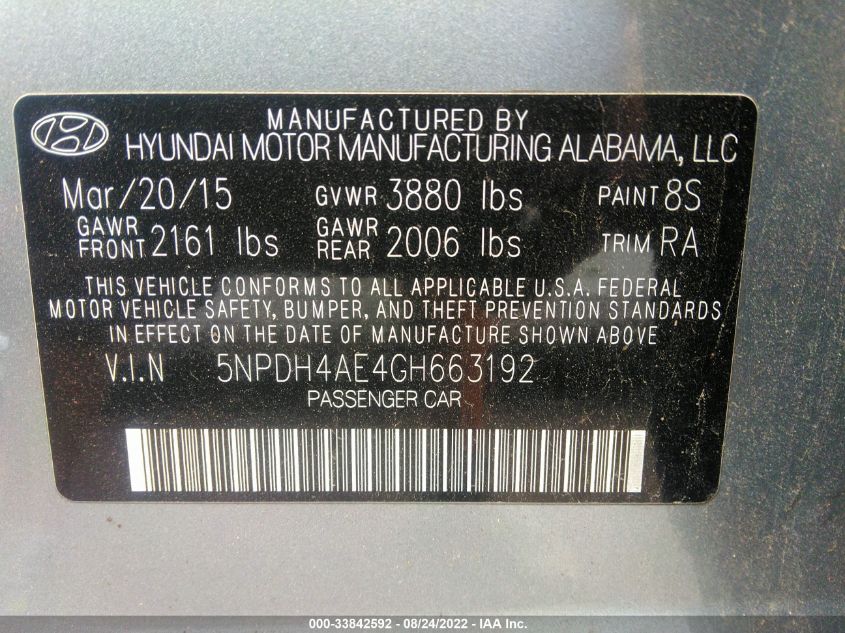 MANUFACTURED BY
HYUNDAI MOTOR MANUFACTURING ALABAMA, LLC
Mar/20/15 GVWR 3880 lbs PAINT 8S
GAWR FRONT 2161 lbs GAWR REAR 2006 lbs TRIM RA
THIS VEHICLE CONFORMS TO ALL APPLICABLE U.S.A. FEDERAL
MOTOR VEHICLE SAFETY, BUMPER, AND THEFT PREVENTION STANDARDS
IN EFFECT ON THE DATE OF MANUFACTURE SHOWN ABOVE
V.I.N 5NPDH4AE4GH663192
PASSENGER CAR
000-33842592 - 08/24/2022 - IAA Inc.